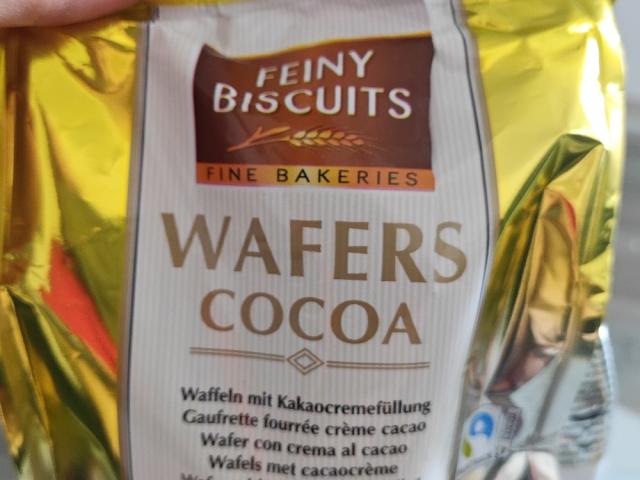 FEINY
BISCUITS
FINE BAKERIES
WAFERS
COCOA
Waffeln mit Kakaocremefüllung
Gaufrette fourrée crème cacao
Wafer con crema al cacao
Wafels met cacaocrème